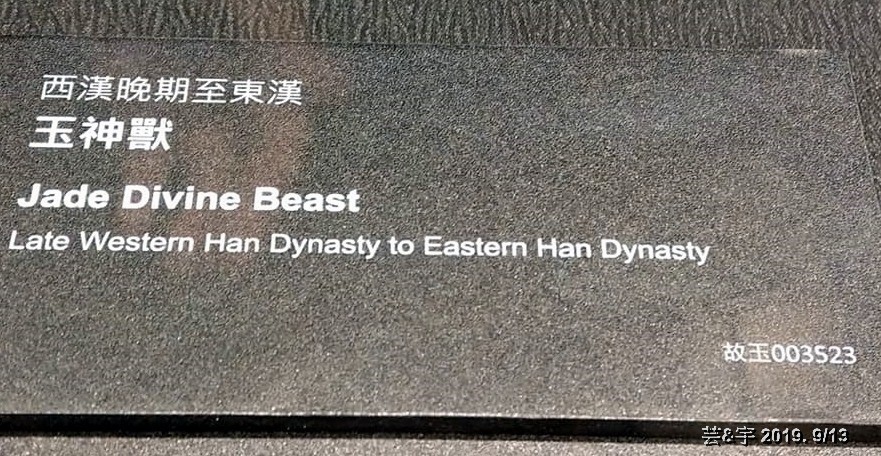 西漢晚期至東漢
玉神獸
Jade Divine Beast
Late Western Han Dynasty to Eastern Han Dynasty
故玉003523
芸&宇 2019. 9/13